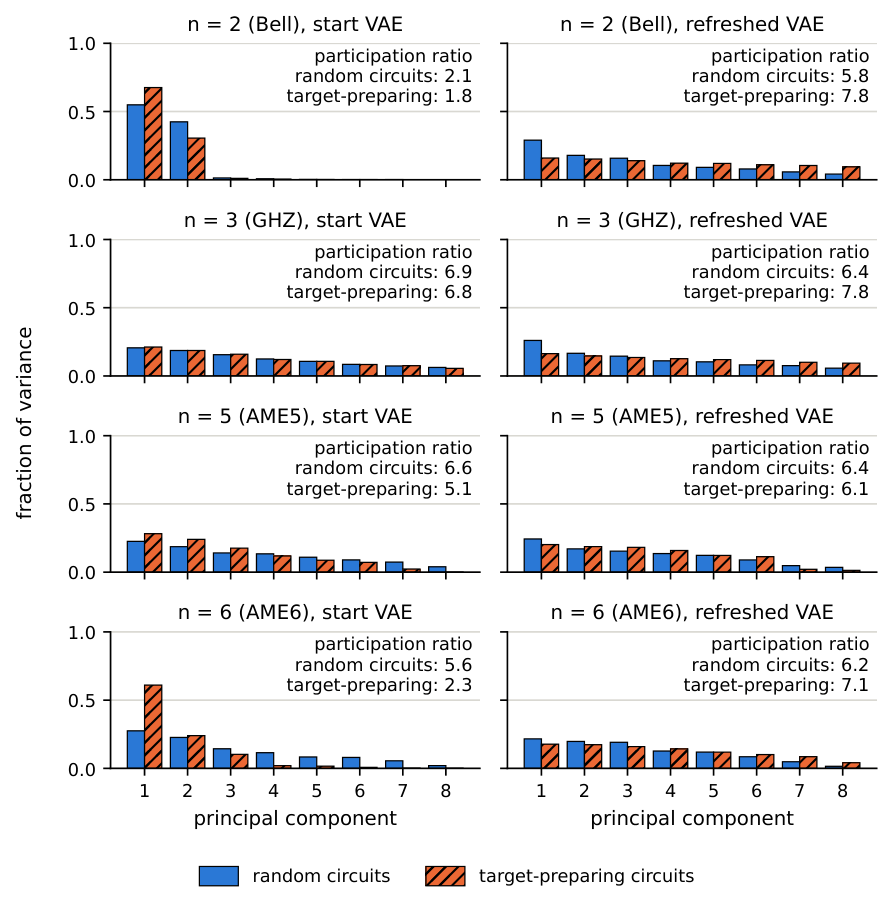 n = 2 (Bell), start VAE
participation ratio
random circuits: 2.1
target-preparing: 1.8
1.0
0.5
0.0
n = 2 (Bell), refreshed VAE
participation ratio
random circuits: 5.8
target-preparing: 7.8
n = 3 (GHZ), start VAE
participation ratio
random circuits: 6.9
target-preparing: 6.8
1.0
0.5
0.0
n = 3 (GHZ), refreshed VAE
participation ratio
random circuits: 6.4
target-preparing: 7.8
fraction of variance
n = 5 (AME5), start VAE
participation ratio
random circuits: 6.6
target-preparing: 5.1
1.0
0.5
0.0
n = 5 (AME5), refreshed VAE
participation ratio
random circuits: 6.4
target-preparing: 6.1
n = 6 (AME6), start VAE
participation ratio
random circuits: 5.6
target-preparing: 2.3
1.0
0.5
0.0
1 2 3 4 5 6 7 8
principal component
n = 6 (AME6), refreshed VAE
participation ratio
random circuits: 6.2
target-preparing: 7.1
1 2 3 4 5 6 7 8
principal component
random circuits
target-preparing circuits